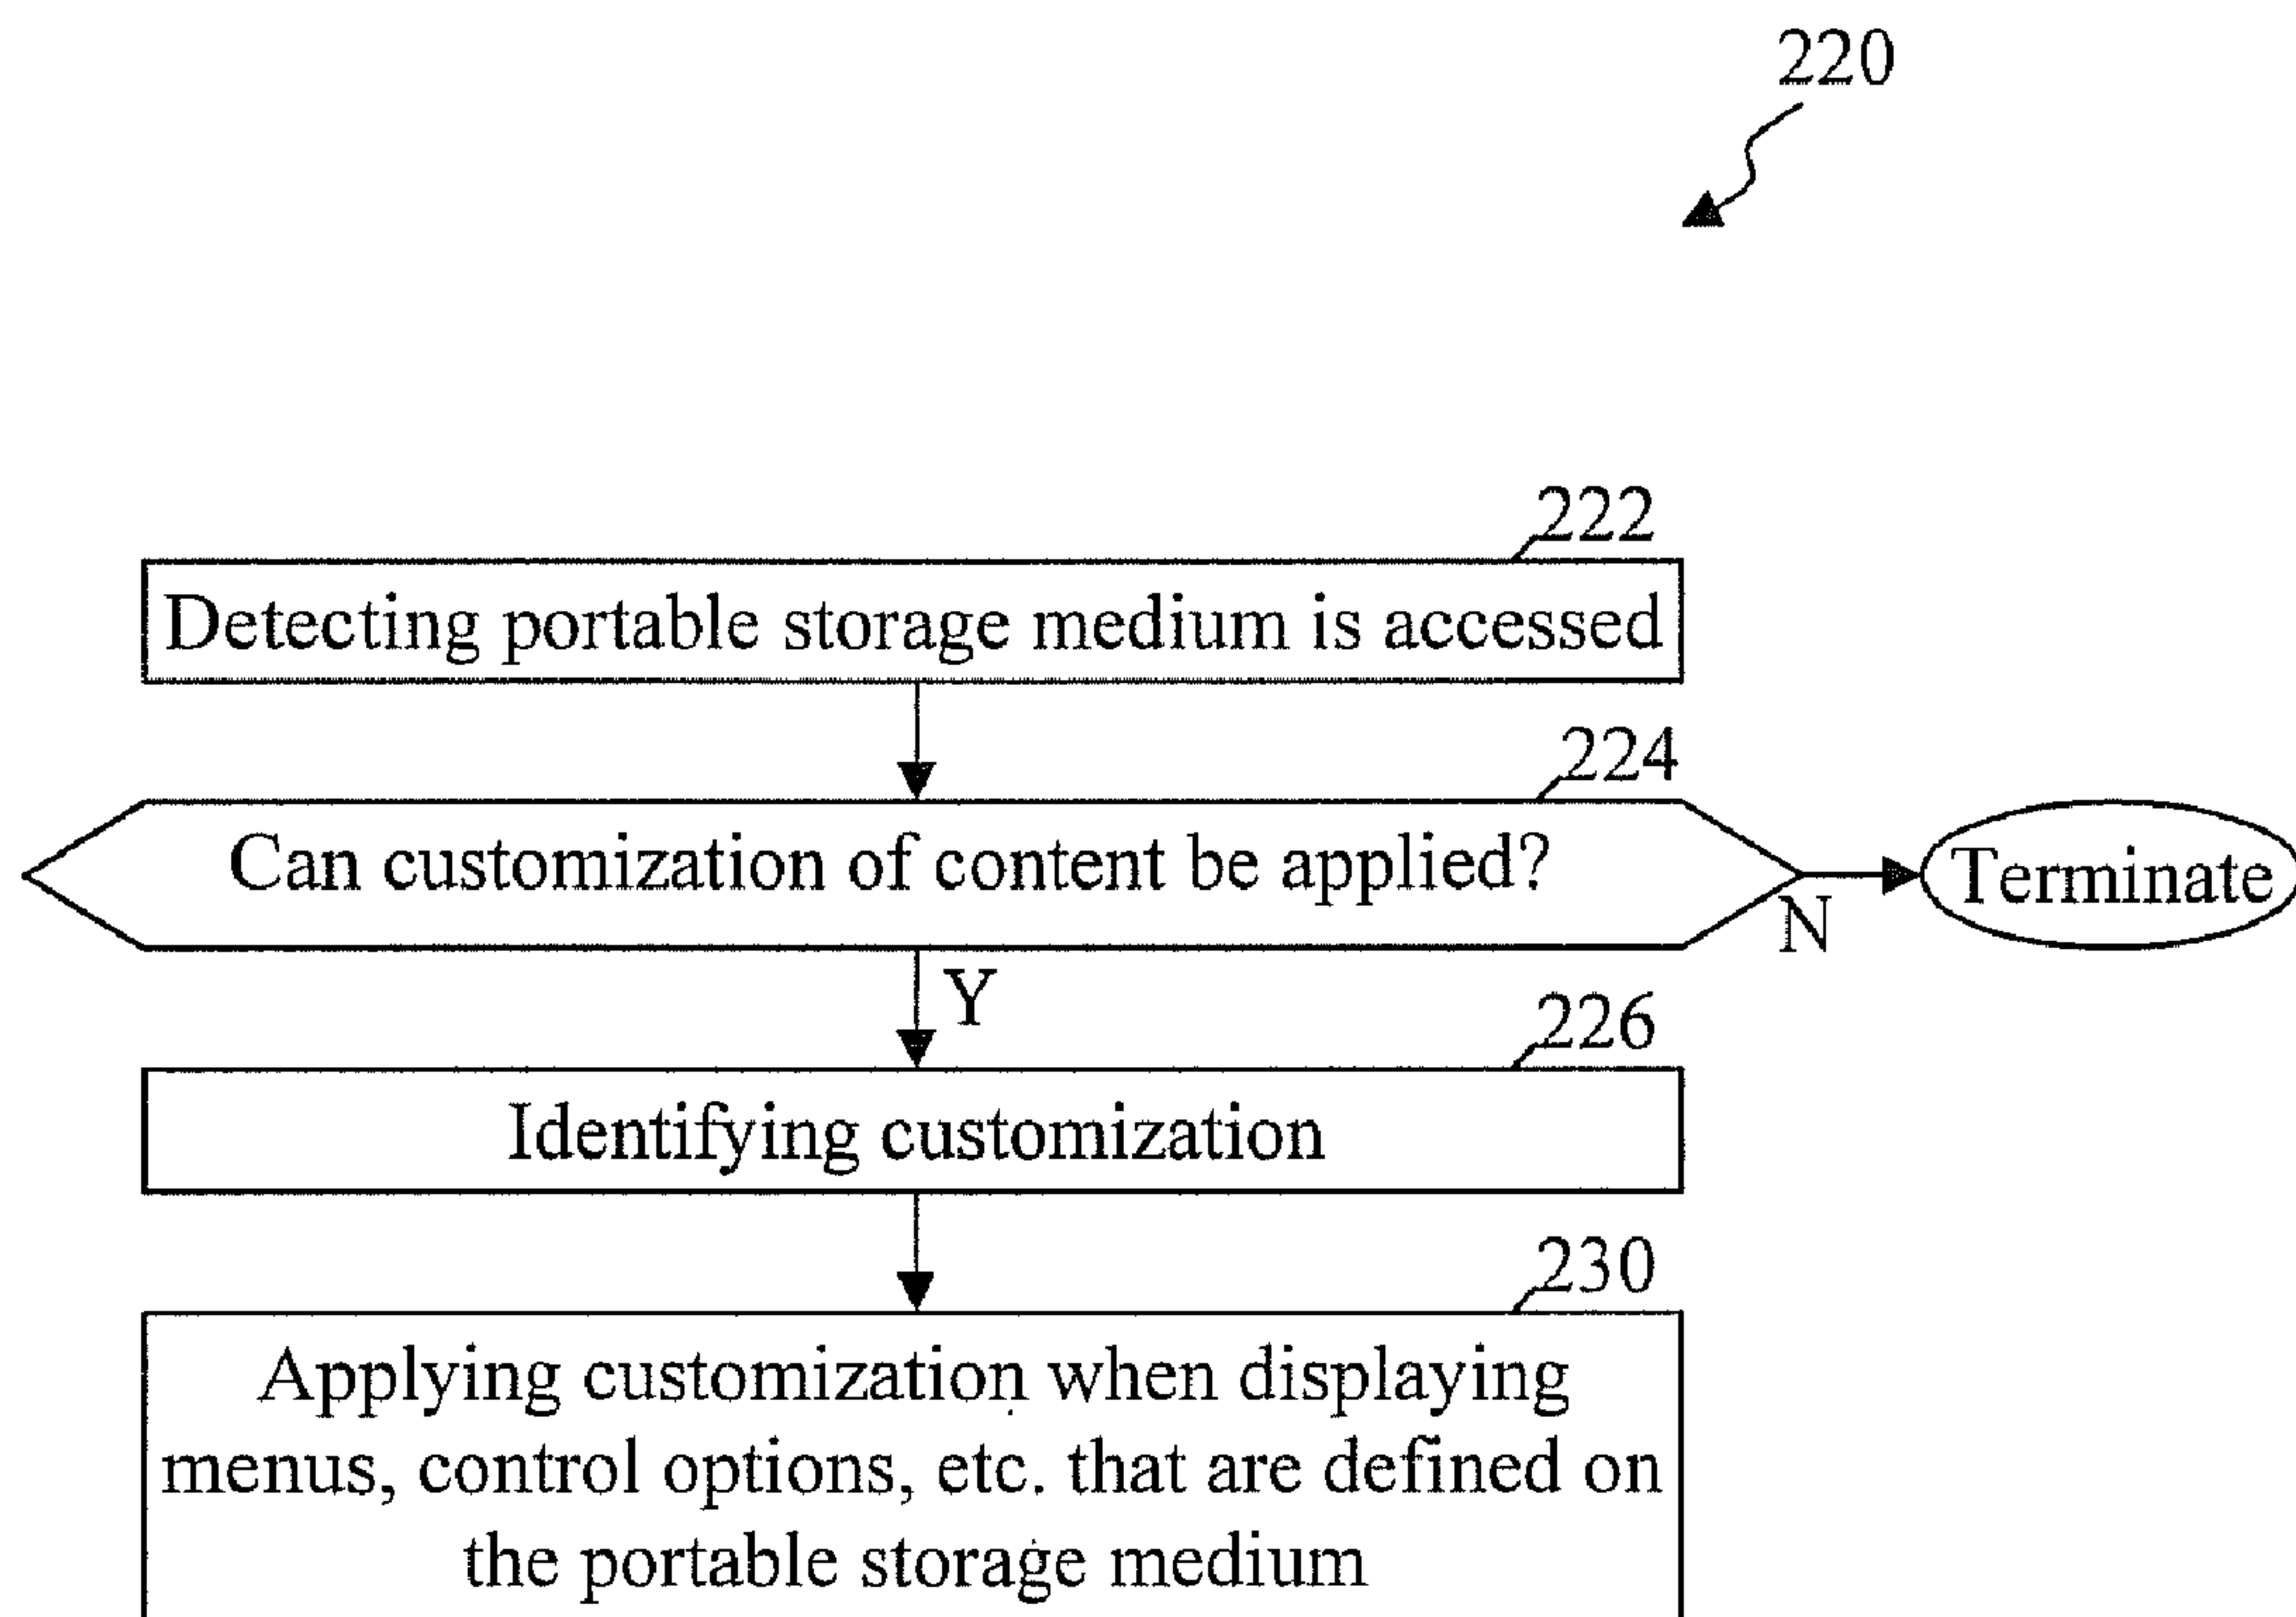 220
222
Detecting portable storage medium is accessed
224
Can customization of content be applied?
Terminate
N
Y
226
Identifying customization
230
Applying customization when displaying
menus, control options, etc. that are defined on
the portable storage medium